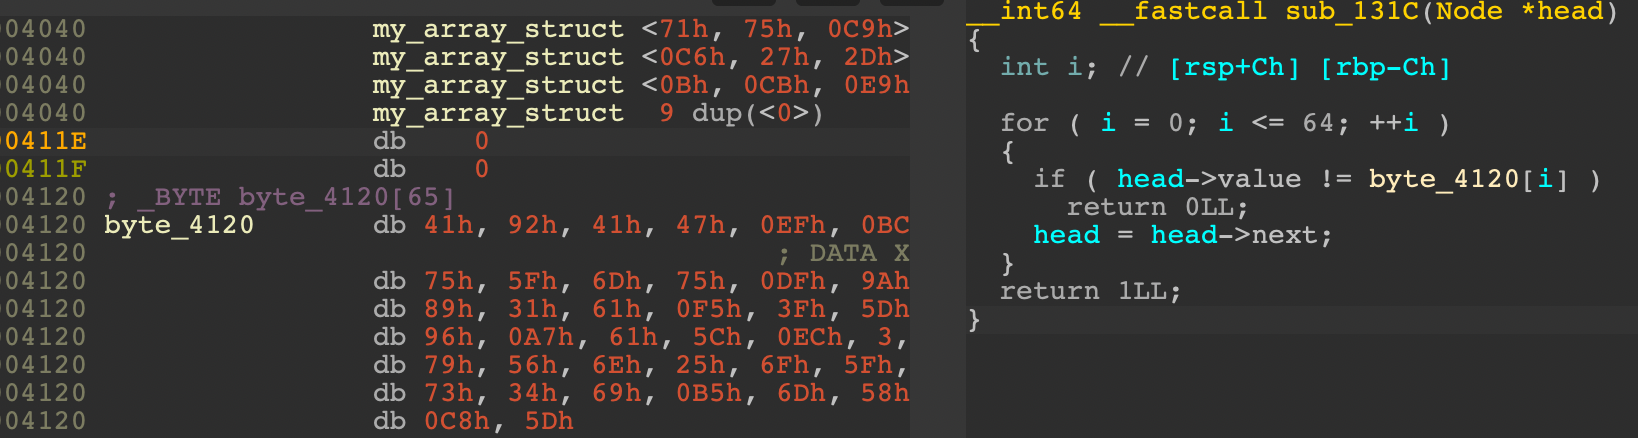 04040 my_array_struct <71h, 75h, 0C9h>
04040 my_array_struct <0C6h, 27h, 2Dh>
04040 my_array_struct <0Bh, 0CBh, 0E9h
04040 my_array_struct 9 dup(<0>)
0411E db 0
0411F db 0
04120 ; _BYTE byte_4120[65]
04120 byte_4120 db 41h, 92h, 41h, 47h, 0EFh, 0BC
04120 ; DATA X
04120 db 75h, 5Fh, 6Dh, 75h, 0DFh, 9Ah
04120 db 89h, 31h, 61h, 0F5h, 3Fh, 5Dh
04120 db 96h, 0A7h, 61h, 5Ch, 0ECh, 3,
04120 db 79h, 56h, 6Eh, 25h, 6Fh, 5Fh,
04120 db 73h, 34h, 69h, 0B5h, 6Dh, 58h
04120 db 0C8h, 5Dh
__int64 __fastcall sub_131C(Node *head)
{
int i; // [rsp+Ch] [rbp-Ch]
for ( i = 0; i <= 64; ++i )
{
if ( head->value != byte_4120[i] )
return 0LL;
head = head->next;
}
return 1LL;
}